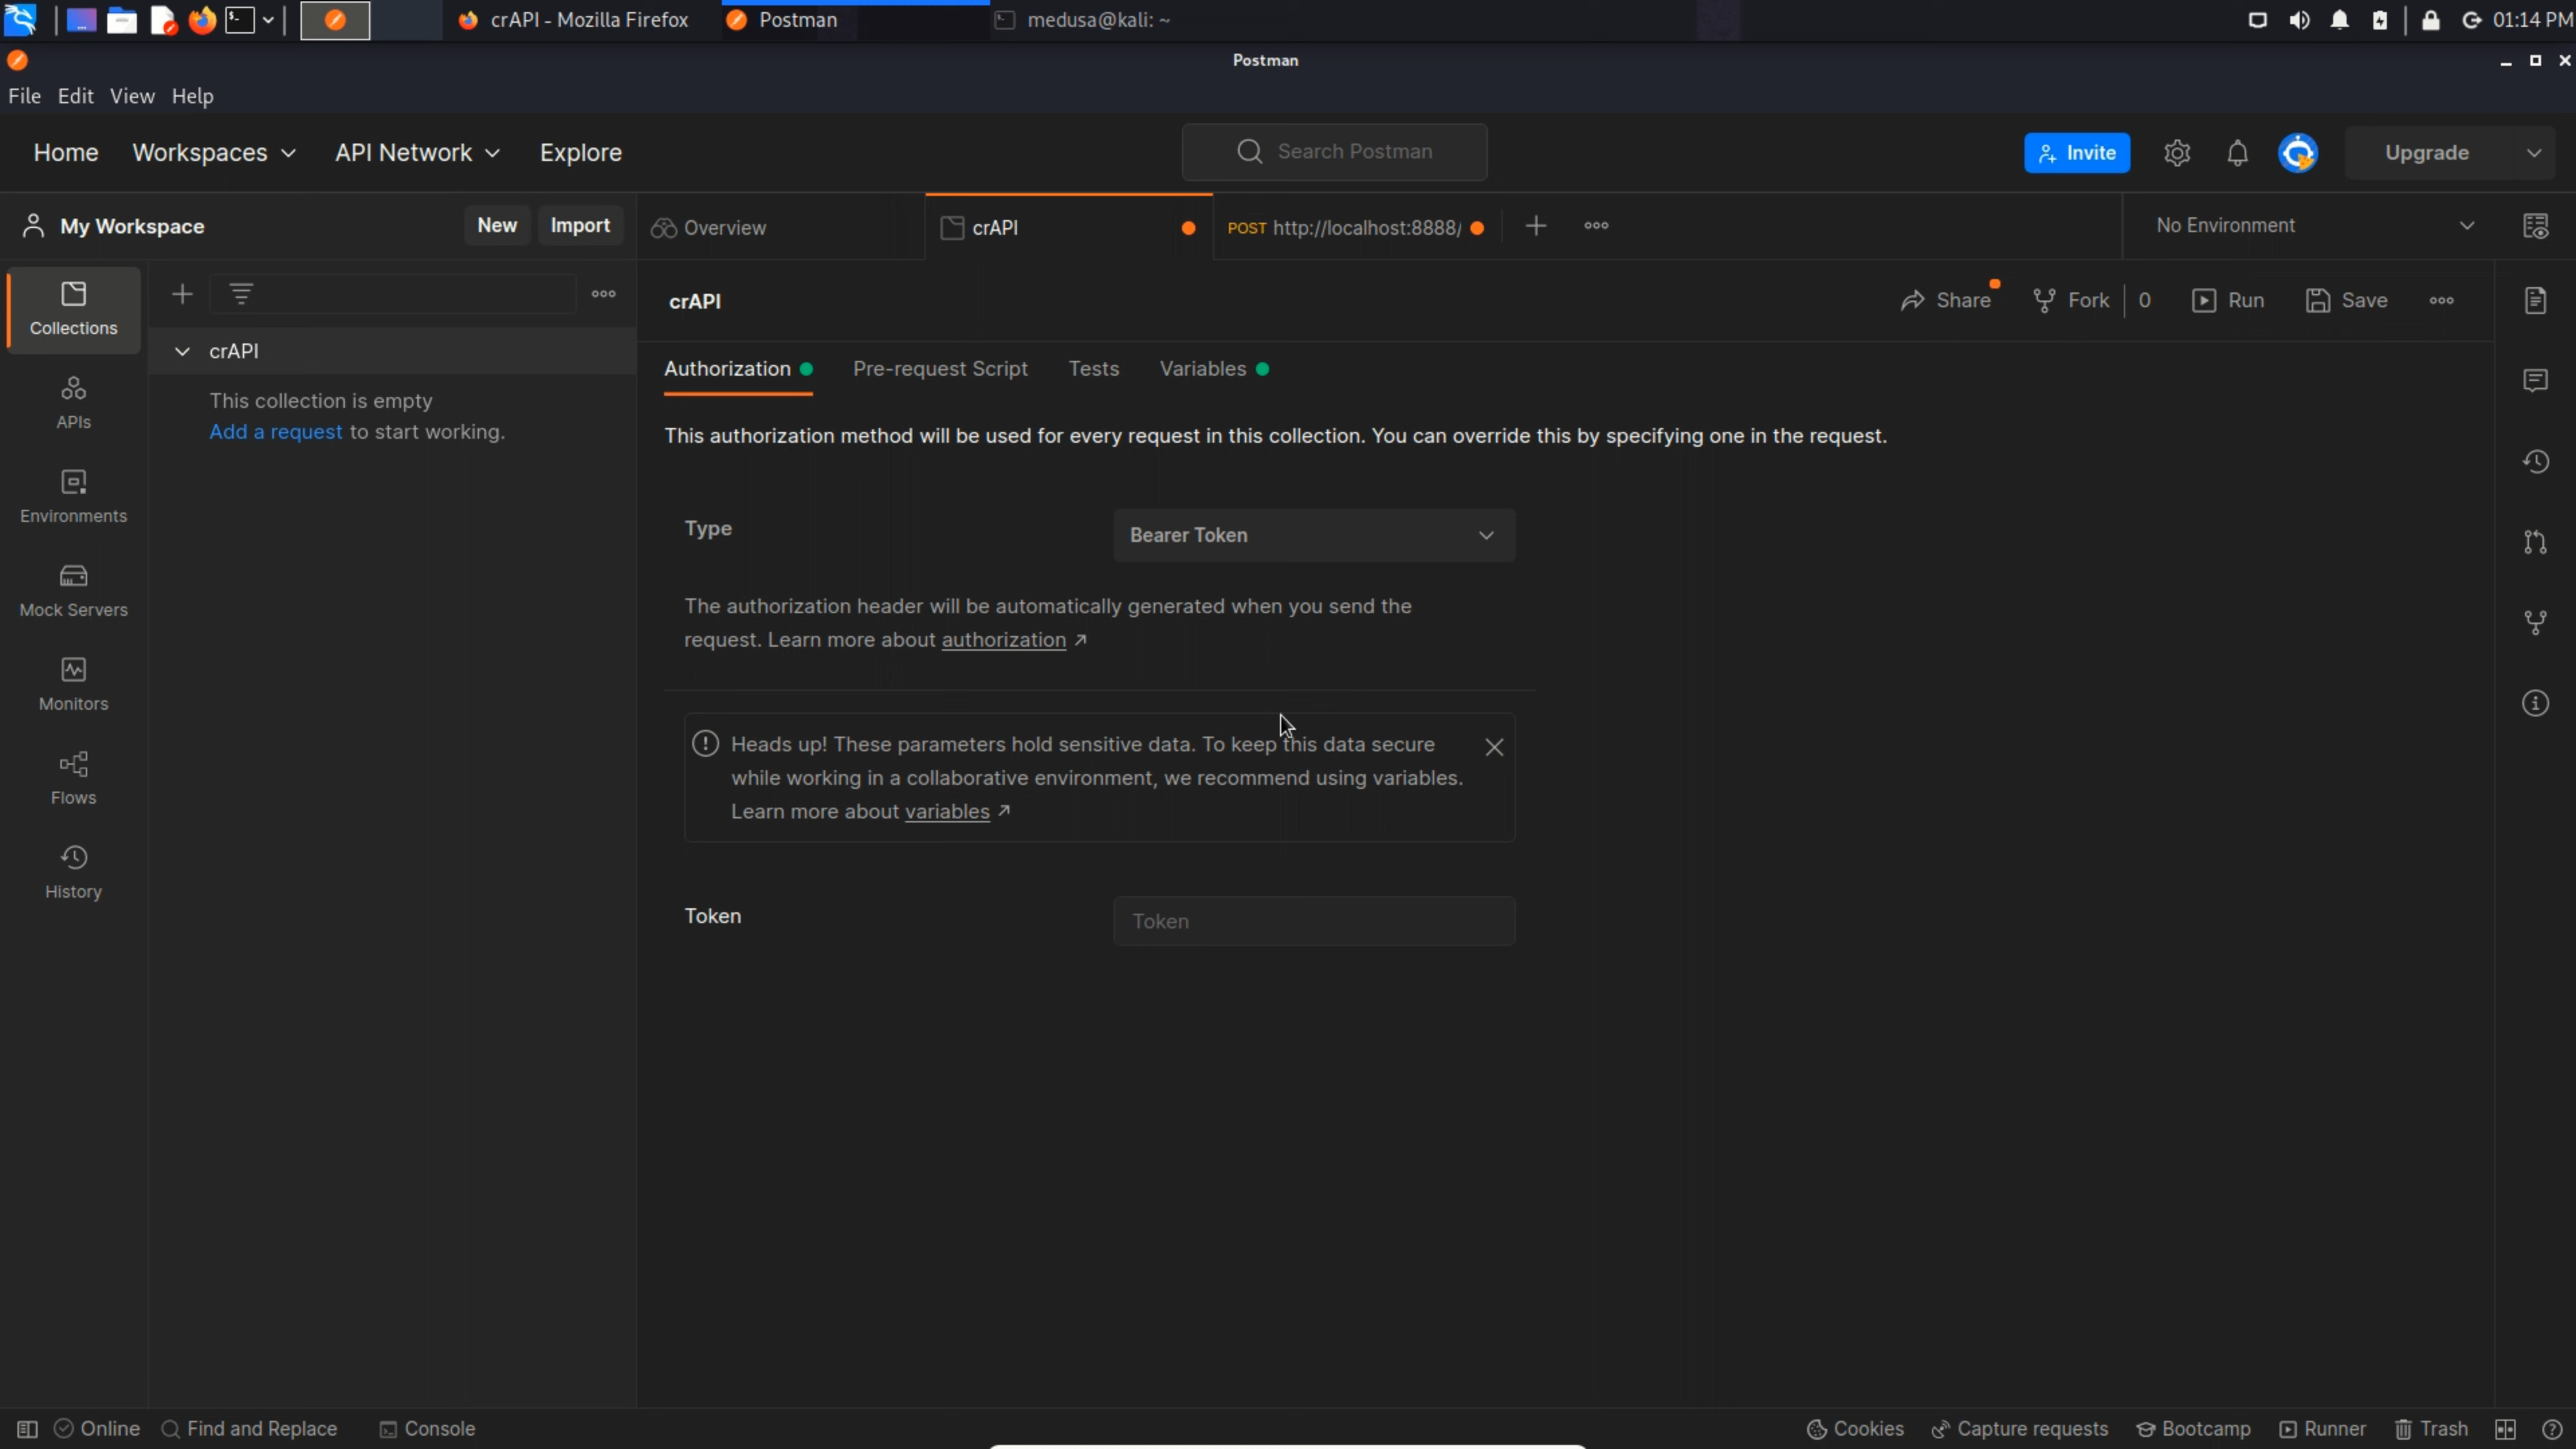 crAPI - Mozilla Firefox
Postman
medusa@kali: ~
01:14 PM
Postman
File Edit View Help
Home Workspaces API Network Explore
Search Postman
Invite
Upgrade
My Workspace
New Import
Overview
crAPI
POST http://localhost:8888/
No Environment
Collections
APIs
Environments
Mock Servers
Monitors
Flows
History
crAPI
This collection is empty
Add a request to start working.
crAPI
Share Fork 0 Run Save
Authorization Pre-request Script Tests Variables
This authorization method will be used for every request in this collection. You can override this by specifying one in the request.
Type
Bearer Token
The authorization header will be automatically generated when you send the
request. Learn more about authorization ↗
Heads up! These parameters hold sensitive data. To keep this data secure
while working in a collaborative environment, we recommend using variables.
Learn more about variables ↗
Token
Token
Online Find and Replace Console
Cookies Capture requests Bootcamp Runner Trash